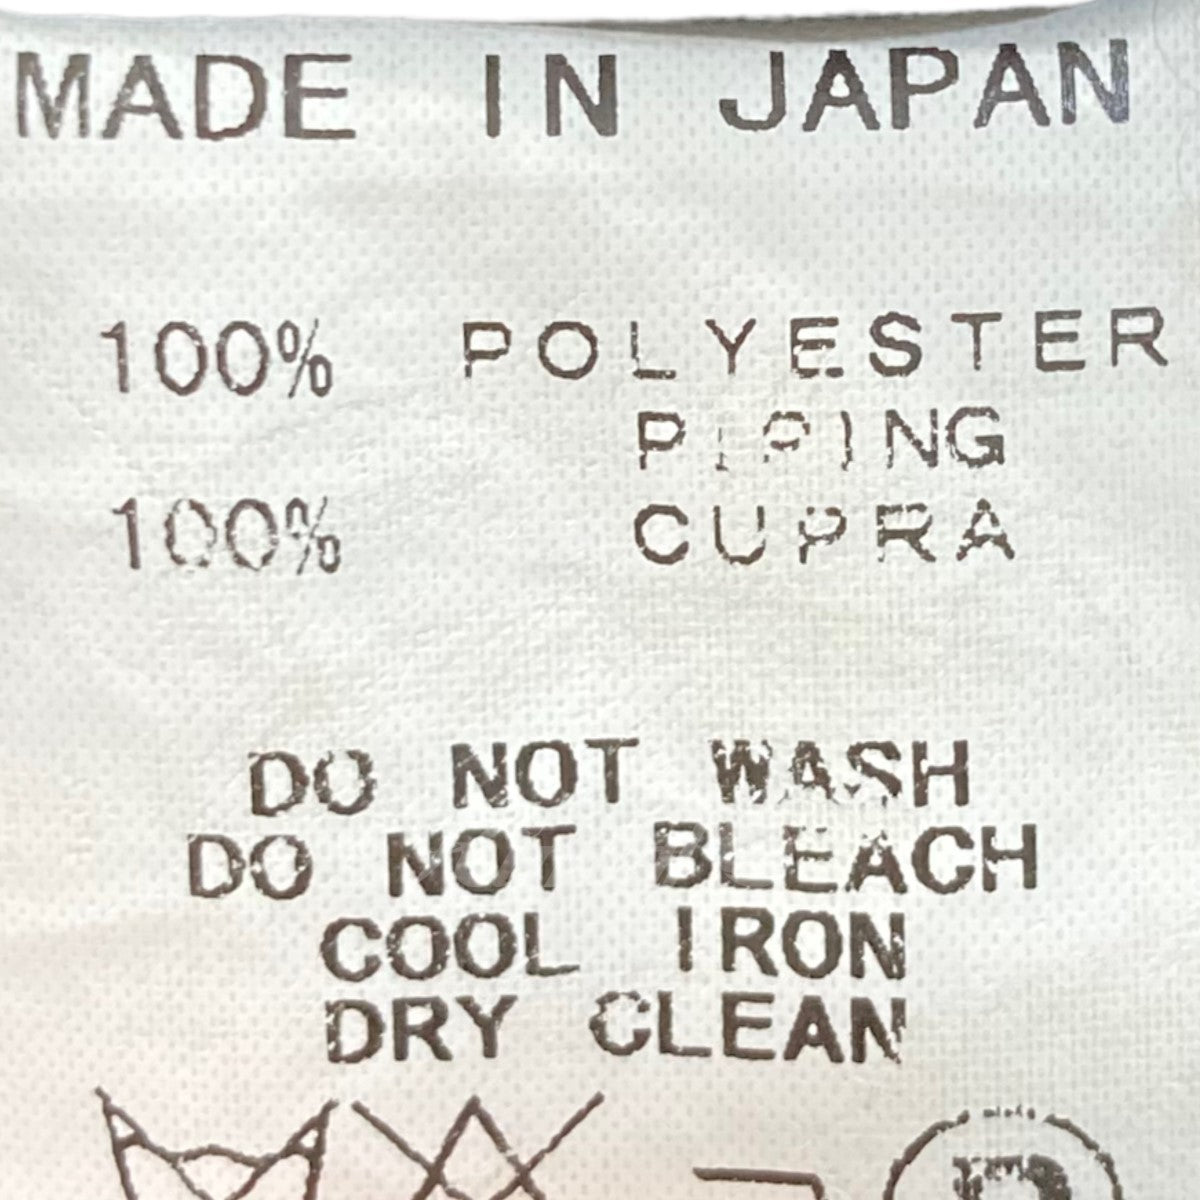 MADE IN JAPAN
100% POLYESTER
PIPING
100% CUPRA
DO NOT WASH
DO NOT BLEACH
COOL IRON
DRY CLEAN